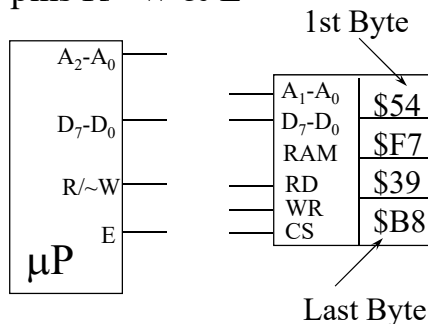 1st Byte
A₂-A₀
D₇-D₀
R/~W
E
µP
A₁-A₀
D₇-D₀
RAM
RD
WR
CS
$54
$F7
$39
$B8
Last Byte